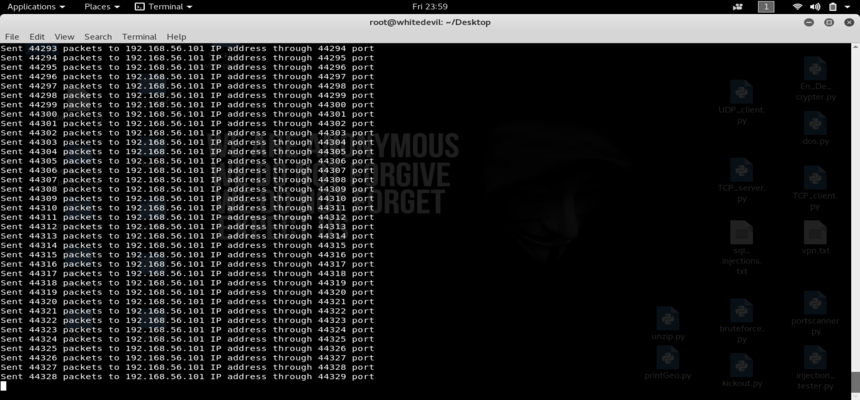 Applications Places Terminal Fri 23:59 1
root@whitedevil: ~/Desktop
File Edit View Search Terminal Help
Sent 44293 packets to 192.168.56.101 IP address through 44294 port
Sent 44294 packets to 192.168.56.101 IP address through 44295 port
Sent 44295 packets to 192.168.56.101 IP address through 44296 port
Sent 44296 packets to 192.168.56.101 IP address through 44297 port
Sent 44297 packets to 192.168.56.101 IP address through 44298 port
Sent 44298 packets to 192.168.56.101 IP address through 44299 port
Sent 44299 packets to 192.168.56.101 IP address through 44300 port
Sent 44300 packets to 192.168.56.101 IP address through 44301 port
Sent 44301 packets to 192.168.56.101 IP address through 44302 port
Sent 44302 packets to 192.168.56.101 IP address through 44303 port
Sent 44303 packets to 192.168.56.101 IP address through 44304 port
Sent 44304 packets to 192.168.56.101 IP address through 44305 port
Sent 44305 packets to 192.168.56.101 IP address through 44306 port
Sent 44306 packets to 192.168.56.101 IP address through 44307 port
Sent 44307 packets to 192.168.56.101 IP address through 44308 port
Sent 44308 packets to 192.168.56.101 IP address through 44309 port
Sent 44309 packets to 192.168.56.101 IP address through 44310 port
Sent 44310 packets to 192.168.56.101 IP address through 44311 port
Sent 44311 packets to 192.168.56.101 IP address through 44312 port
Sent 44312 packets to 192.168.56.101 IP address through 44313 port
Sent 44313 packets to 192.168.56.101 IP address through 44314 port
Sent 44314 packets to 192.168.56.101 IP address through 44315 port
Sent 44315 packets to 192.168.56.101 IP address through 44316 port
Sent 44316 packets to 192.168.56.101 IP address through 44317 port
Sent 44317 packets to 192.168.56.101 IP address through 44318 port
Sent 44318 packets to 192.168.56.101 IP address through 44319 port
Sent 44319 packets to 192.168.56.101 IP address through 44320 port
Sent 44320 packets to 192.168.56.101 IP address through 44321 port
Sent 44321 packets to 192.168.56.101 IP address through 44322 port
Sent 44322 packets to 192.168.56.101 IP address through 44323 port
Sent 44323 packets to 192.168.56.101 IP address through 44324 port
Sent 44324 packets to 192.168.56.101 IP address through 44325 port
Sent 44325 packets to 192.168.56.101 IP address through 44326 port
Sent 44326 packets to 192.168.56.101 IP address through 44327 port
Sent 44327 packets to 192.168.56.101 IP address through 44328 port
Sent 44328 packets to 192.168.56.101 IP address through 44329 port
En_De_
crypter.py
UDP_client.
py
dos.py
TCP_server.
py
TCP_client.
py
sql_
injections.
txt
vpn.txt
unzip.py
bruteforce.
py
portscanner.
py
printGeo.py
kickout.py
injection_
tester.py